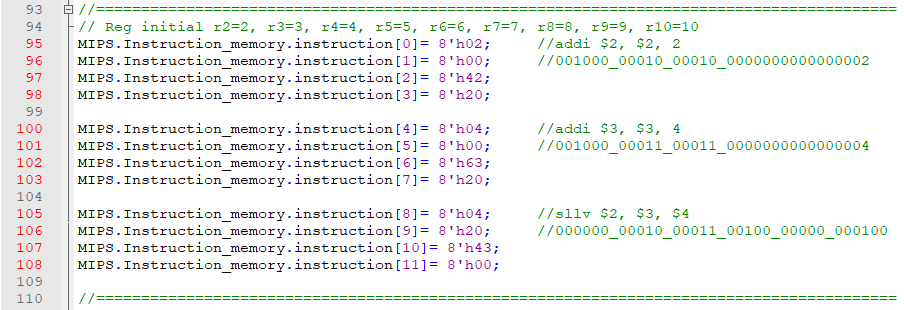 93 //=========================================================================================
94 // Reg initial r2=2, r3=3, r4=4, r5=5, r6=6, r7=7, r8=8, r9=9, r10=10
95 MIPS.Instruction_memory.instruction[0]= 8'h02; //addi $2, $2, 2
96 MIPS.Instruction_memory.instruction[1]= 8'h00; //001000_00010_00010_0000000000000002
97 MIPS.Instruction_memory.instruction[2]= 8'h42;
98 MIPS.Instruction_memory.instruction[3]= 8'h20;
99
100 MIPS.Instruction_memory.instruction[4]= 8'h04; //addi $3, $3, 4
101 MIPS.Instruction_memory.instruction[5]= 8'h00; //001000_00011_00011_0000000000000004
102 MIPS.Instruction_memory.instruction[6]= 8'h63;
103 MIPS.Instruction_memory.instruction[7]= 8'h20;
104
105 MIPS.Instruction_memory.instruction[8]= 8'h04; //sllv $2, $3, $4
106 MIPS.Instruction_memory.instruction[9]= 8'h20; //000000_00010_00011_00100_00000_000100
107 MIPS.Instruction_memory.instruction[10]= 8'h43;
108 MIPS.Instruction_memory.instruction[11]= 8'h00;
109
110 //=========================================================================================